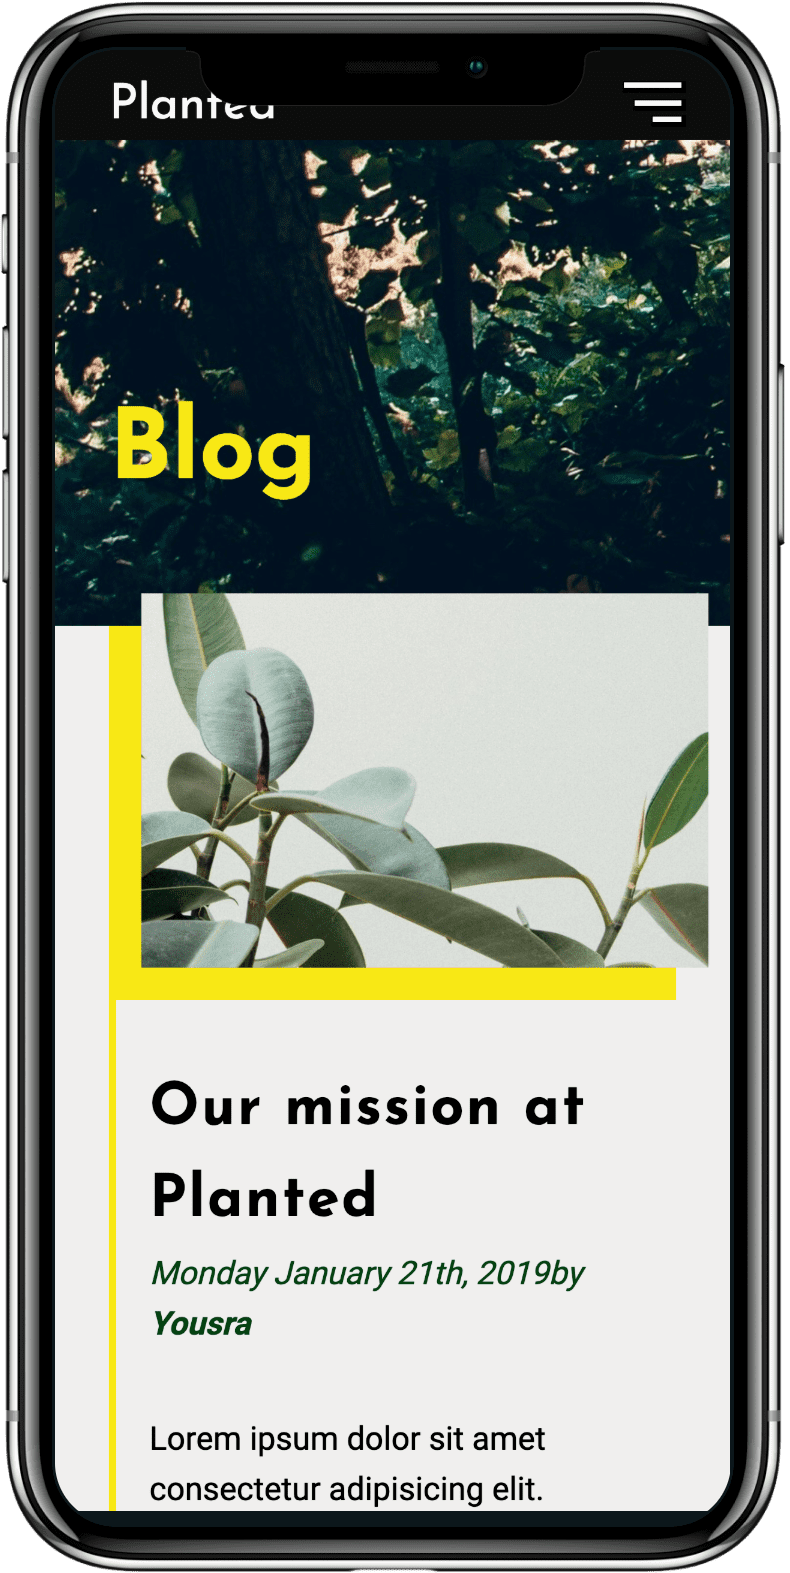 Planted
Blog
Our mission at
Planted
Monday January 21th, 2019by
Yousra
Lorem ipsum dolor sit amet
consectetur adipisicing elit.